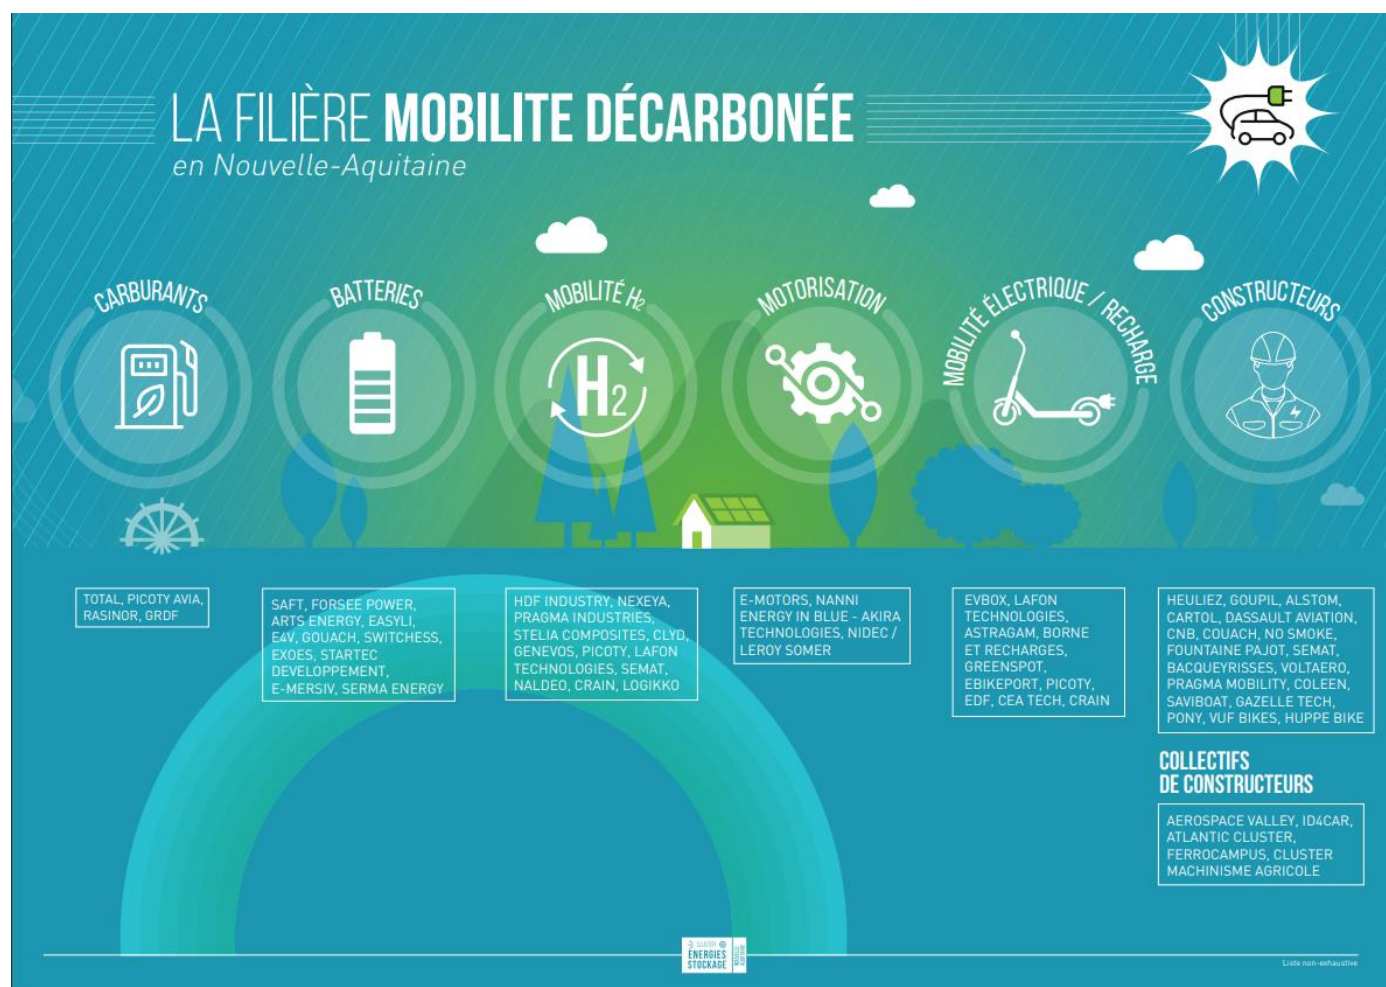 LA FILIÈRE MOBILITE DÉCARBONÉE
en Nouvelle-Aquitaine
CARBURANTS
BATTERIES
MOBILITÉ H2
H2
MOTORISATION
MOBILITÉ ÉLECTRIQUE / RECHARGE
CONSTRUCTEURS
TOTAL, PICOTY AVIA,
RASINOR, GRDF
SAFT, FORSEE POWER,
ARTS ENERGY, EASYLI,
E4V, GOUACH, SWITCHESS,
EXOES, STARTEC
DEVELOPPEMENT,
E-MERSIV, SERMA ENERGY
HDF INDUSTRY, NEXEYA,
PRAGMA INDUSTRIES,
STELIA COMPOSITES, CLYD,
GENEVOS, PICOTY, LAFON
TECHNOLOGIES, SEMAT,
NALDEO, CRAIN, LOGIKKO
E-MOTORS, NANNI
ENERGY IN BLUE - AKIRA
TECHNOLOGIES, NIDEC /
LEROY SOMER
EVBOX, LAFON
TECHNOLOGIES,
ASTRAGAM, BORNE
ET RECHARGES,
GREENSPOT,
EBIKEPORT, PICOTY,
EDF, CEA TECH, CRAIN
HEULIEZ, GOUPIL, ALSTOM,
CARTOL, DASSAULT AVIATION,
CNB, COUACH, NO SMOKE,
FOUNTAINE PAJOT, SEMAT,
BACQUEYRISSES, VOLTAERO,
PRAGMA MOBILITY, COLEEN,
SAVIBOAT, GAZELLE TECH,
PONY, VUF BIKES, HUPPE BIKE
COLLECTIFS
DE CONSTRUCTEURS
AEROSPACE VALLEY, ID4CAR,
ATLANTIC CLUSTER,
FERROCAMPUS, CLUSTER
MACHINISME AGRICOLE
CLUSTER
ÉNERGIES
STOCKAGE
NOUVELLE
AQUITAINE
Liste non-exhaustive